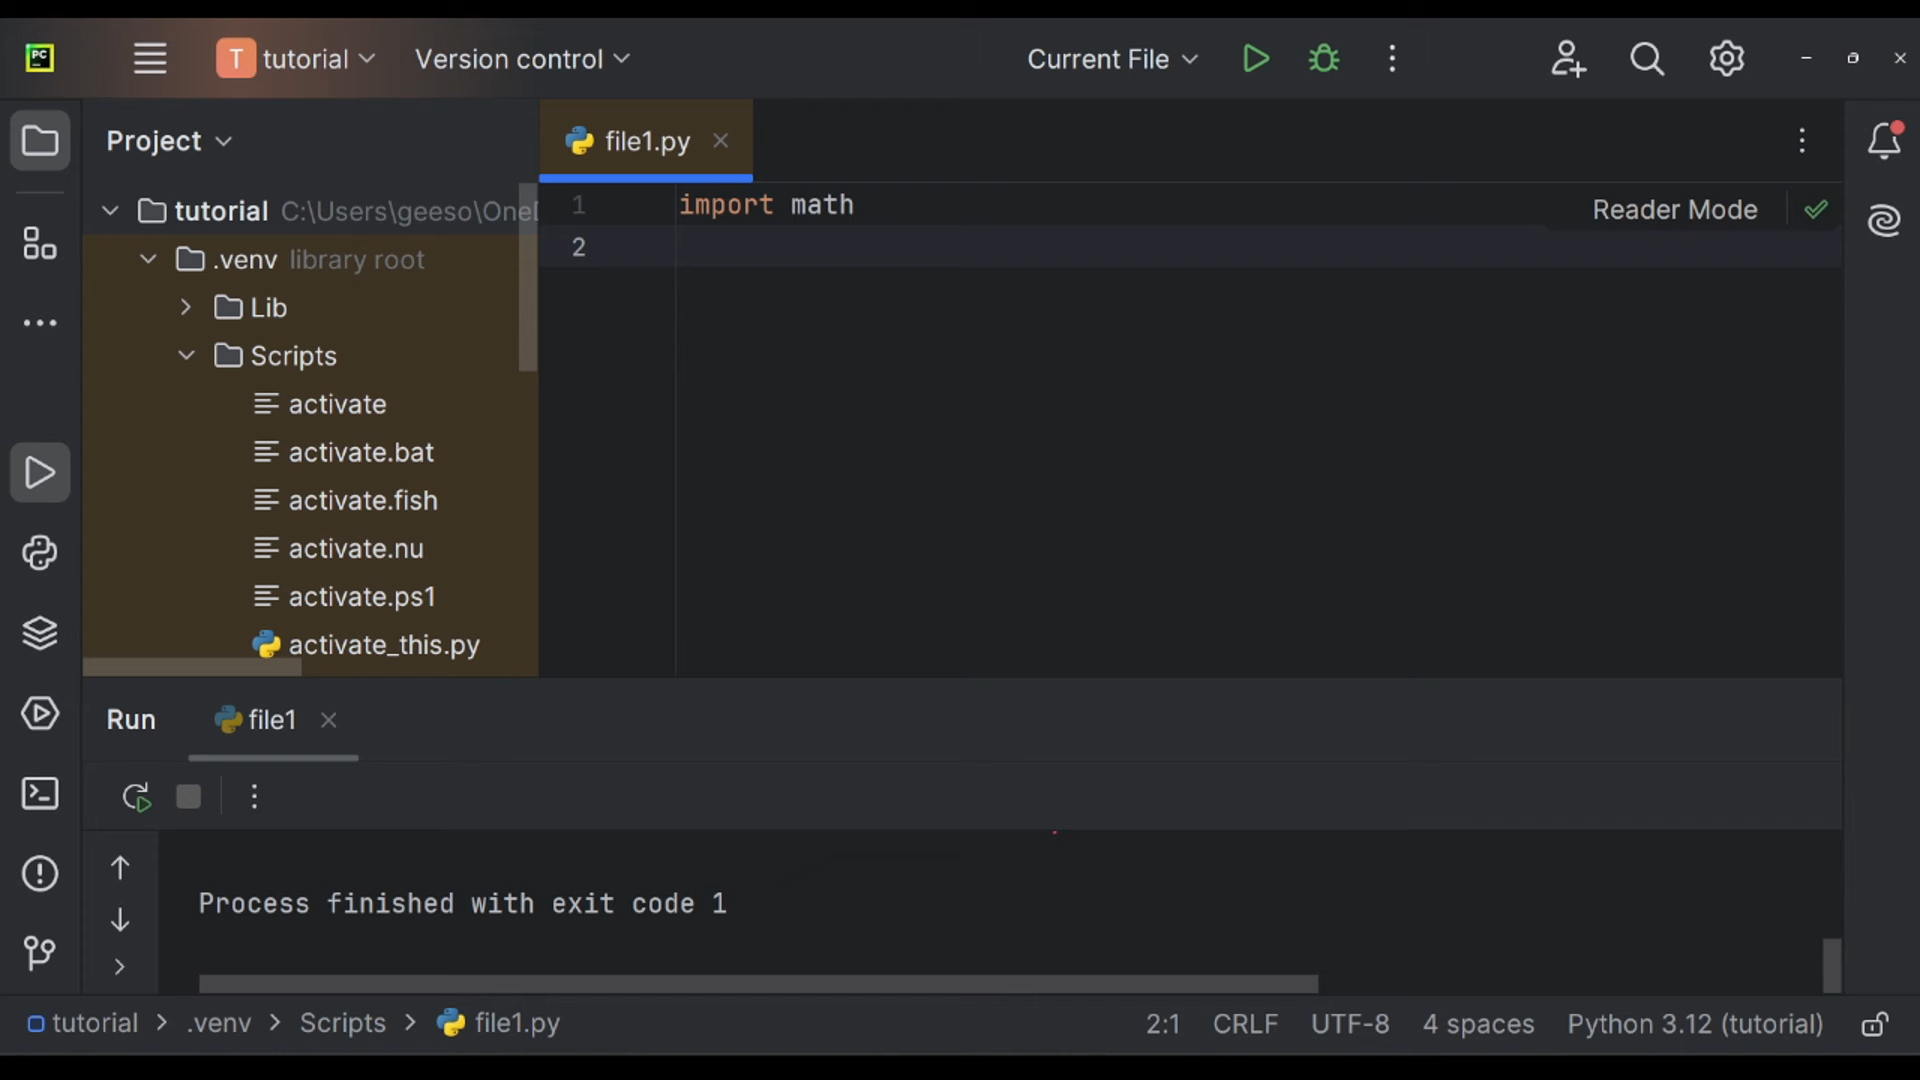 PC
T tutorial Version control Current File
Project
file1.py
tutorial C:\Users\geeso\One
.venv library root
Lib
Scripts
activate
activate.bat
activate.fish
activate.nu
activate.ps1
activate_this.py
1 import math
2
Reader Mode
Run file1
Process finished with exit code 1
tutorial > .venv > Scripts > file1.py 2:1 CRLF UTF-8 4 spaces Python 3.12 (tutorial)